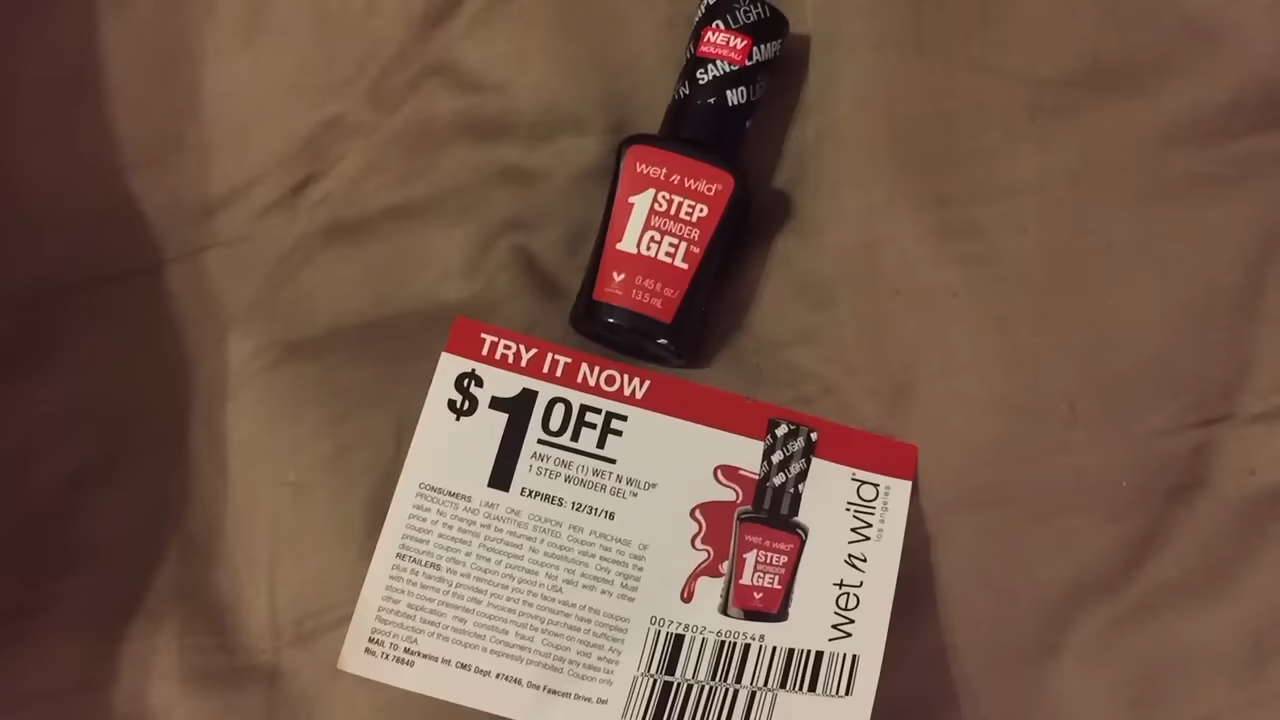 NO LIGHT
NEW
NOUVEAU
SANS LAMPE
NO LIG
wet n wild®
1 STEP
WONDER
GEL™
0.45 fl. oz./
13.5 mL
TRY IT NOW
$1 OFF
ANY ONE (1) WET N WILD®
1 STEP WONDER GEL™
EXPIRES: 12/31/16
CONSUMERS: LIMIT ONE COUPON PER PURCHASE OF
PRODUCTS AND QUANTITIES STATED. Coupon has no cash
value. No change will be returned if coupon value exceeds the
price of the item(s) purchased. No substitutions. Only original
coupon accepted. Photocopied coupons not accepted. Must
present coupon at time of purchase. Not valid with any other
discounts or offers. Coupon only good in USA.
RETAILERS: We will reimburse you the face value of this coupon
plus 8¢ handling provided you and the consumer have complied
with the terms of this offer. Invoices proving purchase of sufficient
stock to cover presented coupons must be shown on request. Any
other application may constitute fraud. Coupon void where
prohibited, taxed or restricted. Consumers must pay any sales tax.
Reproduction of this coupon is expressly prohibited. Coupon only
good in USA.
MAIL TO: Markwins Int. CMS Dept. #74246, One Fawcett Drive, Del
Rio, TX 78840
NO L
NO LIGHT
NO LIGHT
wet n wild®
1 STEP
WONDER
GEL
wet n wild®
los angeles
0077802-600548